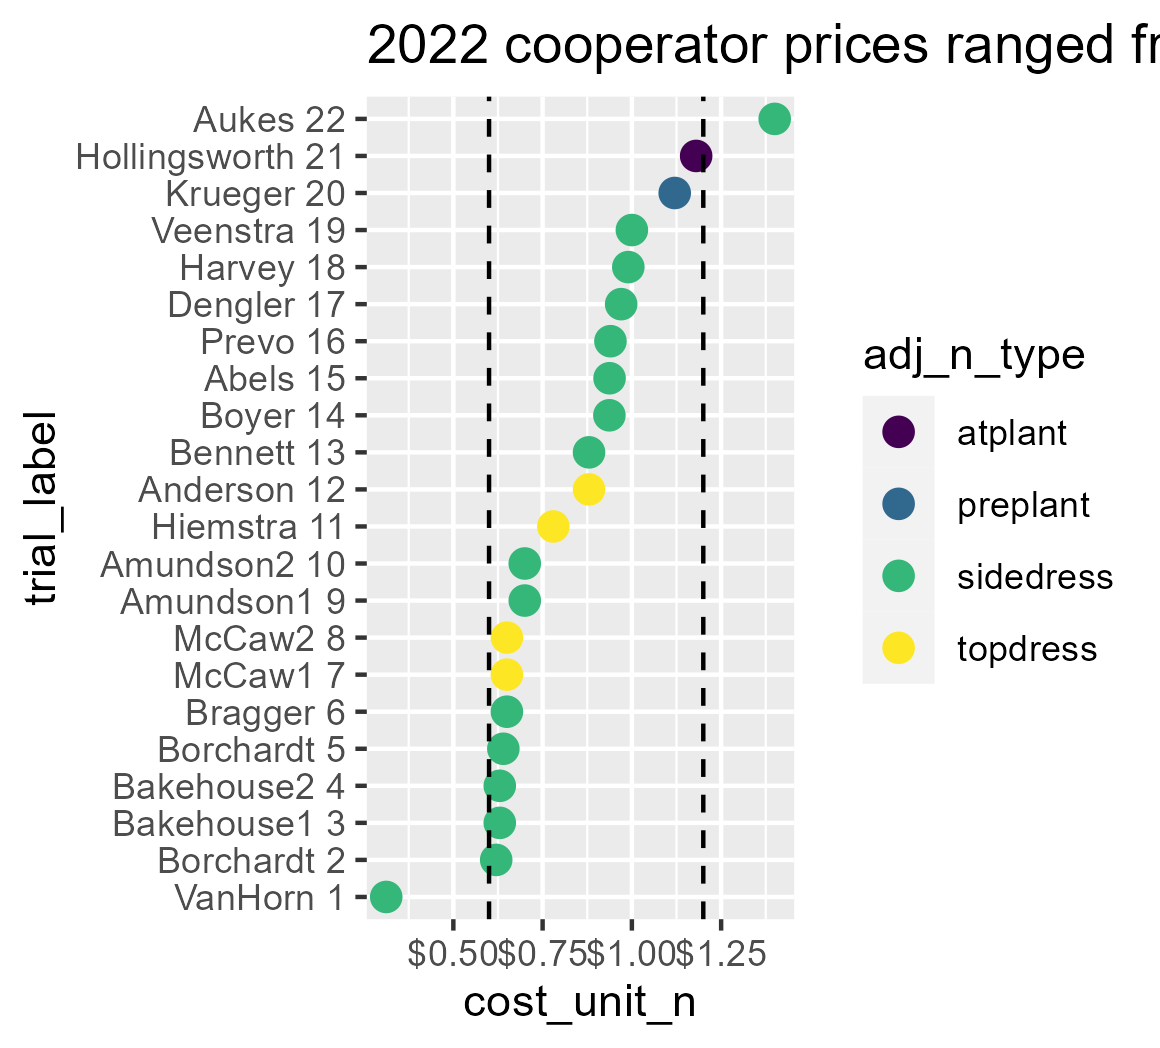 2022 cooperator prices ranged fr
Aukes 22
Hollingsworth 21
Krueger 20
Veenstra 19
Harvey 18
Dengler 17
Prevo 16
Abels 15
Boyer 14
Bennett 13
Anderson 12
Hiemstra 11
Amundson2 10
Amundson1 9
McCaw2 8
McCaw1 7
Bragger 6
Borchardt 5
Bakehouse2 4
Bakehouse1 3
Borchardt 2
VanHorn 1
trial_label
$0.50 $0.75 $1.00 $1.25
cost_unit_n
adj_n_type
atplant
preplant
sidedress
topdress